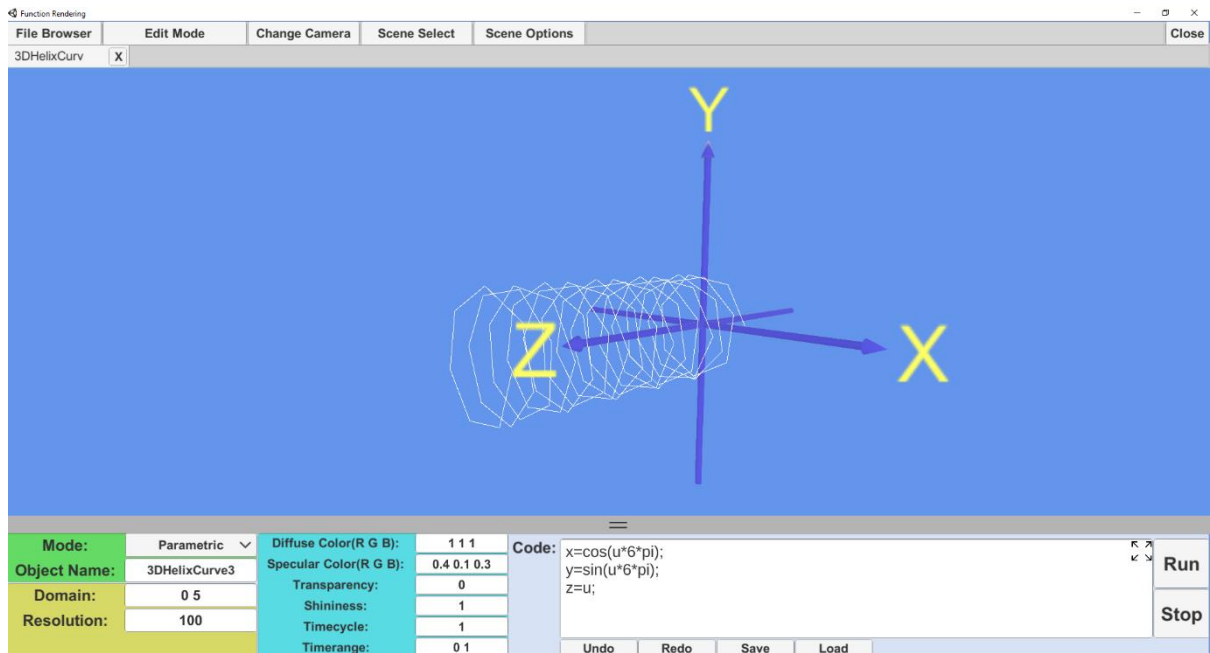 Function Rendering
File Browser Edit Mode Change Camera Scene Select Scene Options Close
3DHelixCurv X
Y
Z
X
Mode: Parametric
Object Name: 3DHelixCurve3
Domain: 0 5
Resolution: 100
Diffuse Color(R G B): 1 1 1
Specular Color(R G B): 0.4 0.1 0.3
Transparency: 0
Shininess: 1
Timecycle: 1
Timerange: 0 1
Code:
x=cos(u*6*pi);
y=sin(u*6*pi);
z=u;
Undo Redo Save Load
Run
Stop